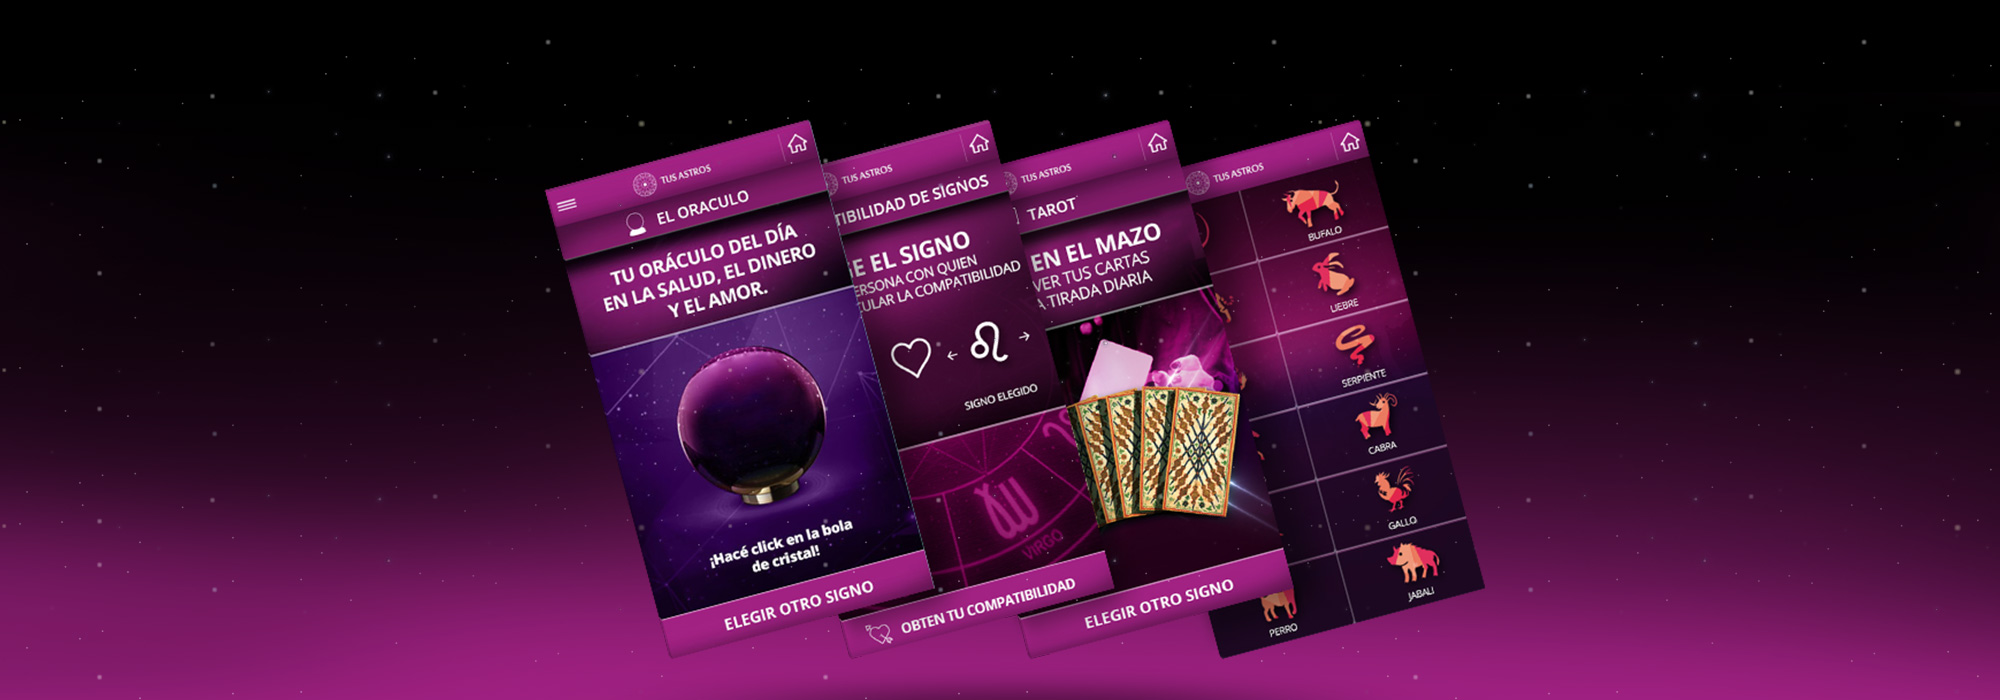 TUS ASTROS
EL ORACULO
TU ORÁCULO DEL DÍA
EN LA SALUD, EL DINERO
Y EL AMOR.
¡Hacé click en la bola
de cristal!
ELEGIR OTRO SIGNO
TUS ASTROS
TIBILIDAD DE SIGNOS
GE EL SIGNO
ERSONA CON QUIEN
CULAR LA COMPATIBILIDAD
SIGNO ELEGIDO
VIRGO
OBTEN TU COMPATIBILIDAD
TUS ASTROS
TAROT
EN EL MAZO
VER TUS CARTAS
A TIRADA DIARIA
ELEGIR OTRO SIGNO
TUS ASTROS
BUFALO
LIEBRE
SERPIENTE
CABRA
GALLO
JABALI
PERRO